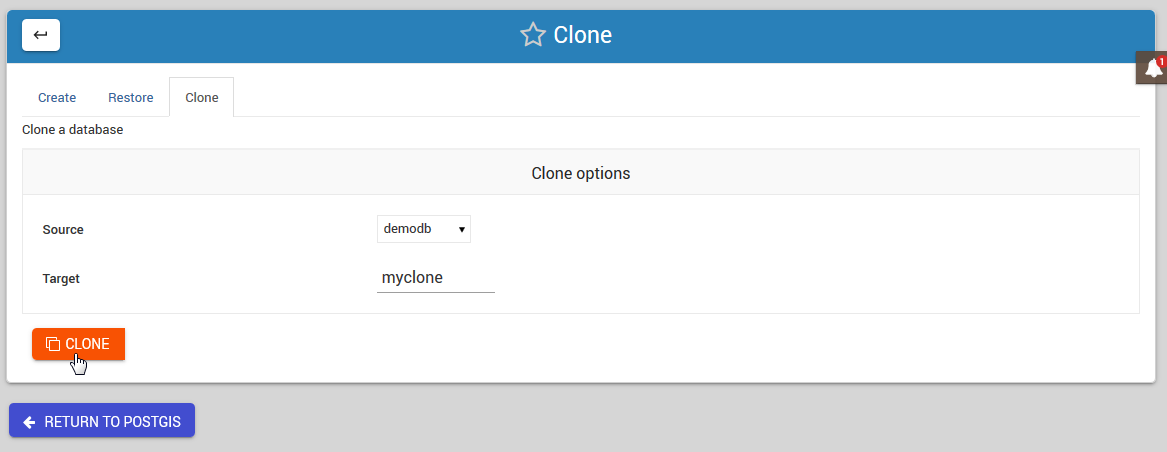 Clone
1
Create Restore Clone
Clone a database
Clone options
Source demodb
Target myclone
CLONE
RETURN TO POSTGIS